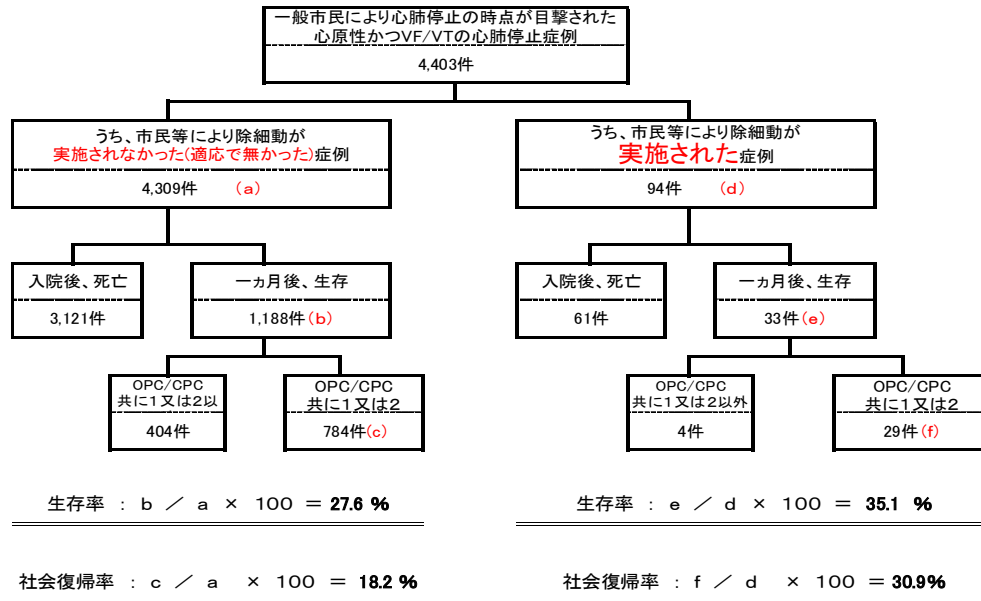 一般市民により心肺停止の時点が目撃された
心原性かつVF/VTの心肺停止症例
4,403件
うち、市民等により除細動が
実施されなかった(適応で無かった)症例
4,309件 (a)
うち、市民等により除細動が
実施された症例
94件 (d)
入院後、死亡
3,121件
一ヵ月後、生存
1,188件(b)
入院後、死亡
61件
一ヵ月後、生存
33件(e)
OPC/CPC
共に1又は2以
404件
OPC/CPC
共に1又は2
784件(c)
OPC/CPC
共に1又は2以外
4件
OPC/CPC
共に1又は2
29件(f)
生存率 : b / a × 100 = 27.6 %
生存率 : e / d × 100 = 35.1 %
社会復帰率 : c / a × 100 = 18.2 %
社会復帰率 : f / d × 100 = 30.9%